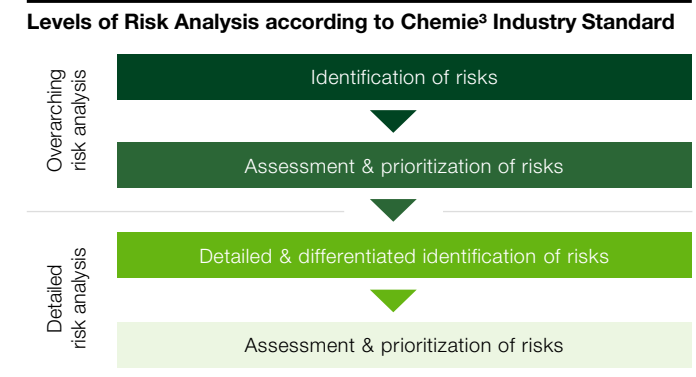 Levels of Risk Analysis according to Chemie³ Industry Standard
Overarching
risk analysis
Identification of risks
Assessment & prioritization of risks
Detailed
risk analysis
Detailed & differentiated identification of risks
Assessment & prioritization of risks